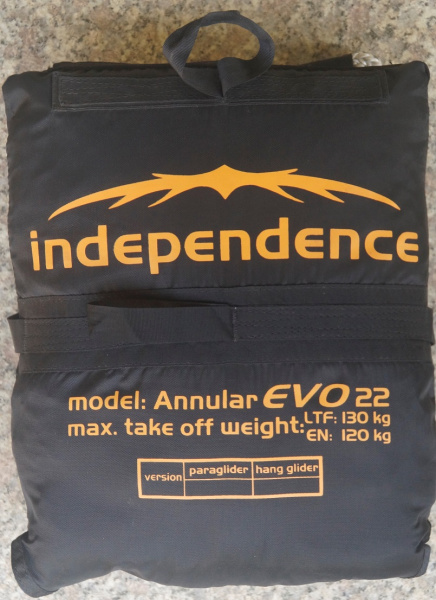 independence
model: Annular EVO 22
max. take off weight: LTF: 130 kg
EN: 120 kg
version paraglider hang glider